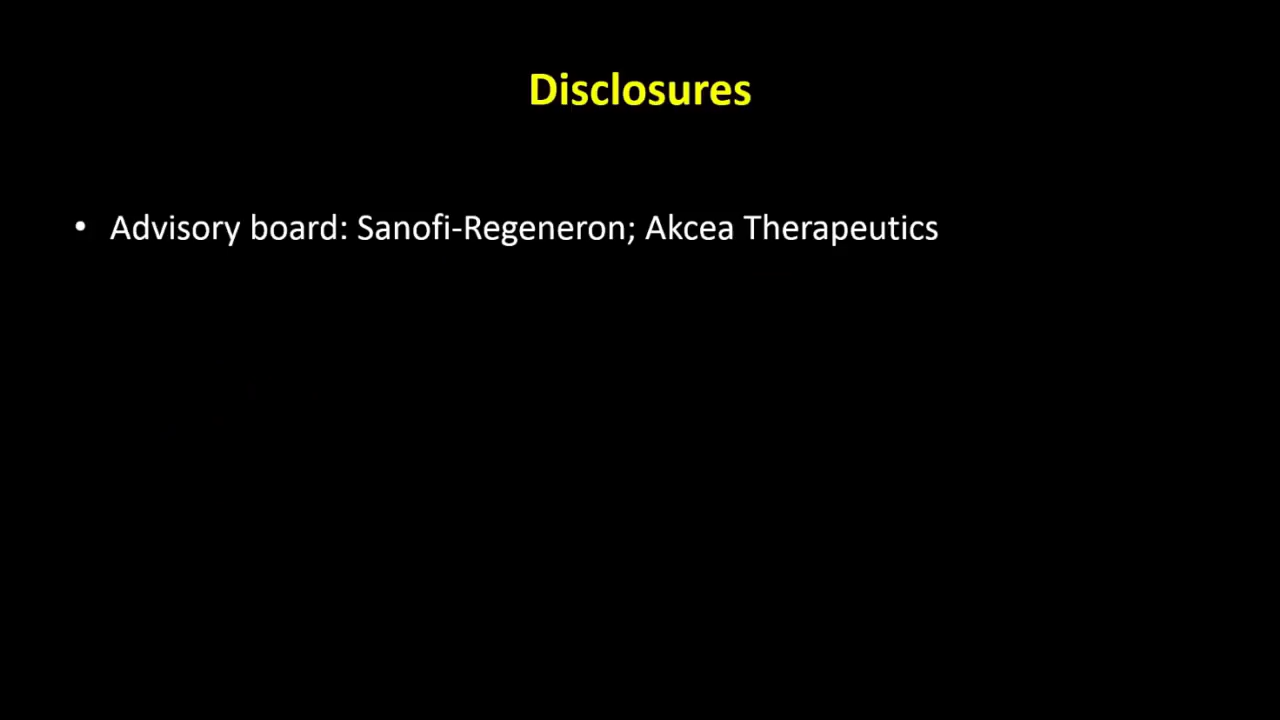 Disclosures
• Advisory board: Sanofi-Regeneron; Akcea Therapeutics